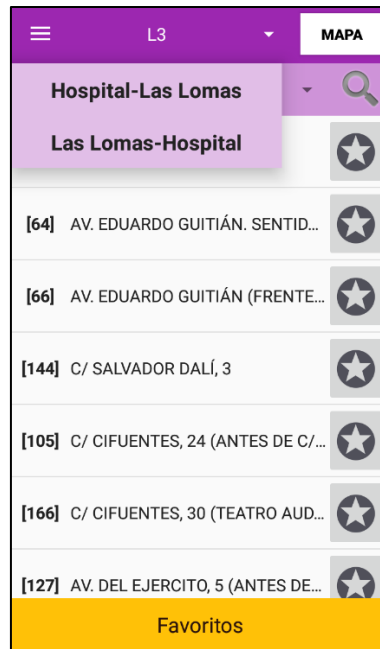 L3
MAPA
Hospital-Las Lomas
Las Lomas-Hospital
[64] AV. EDUARDO GUITIÁN. SENTID...
[66] AV. EDUARDO GUITIÁN (FRENTE...
[144] C/ SALVADOR DALÍ, 3
[105] C/ CIFUENTES, 24 (ANTES DE C/...
[166] C/ CIFUENTES, 30 (TEATRO AUD...
[127] AV. DEL EJERCITO, 5 (ANTES DE...
Favoritos